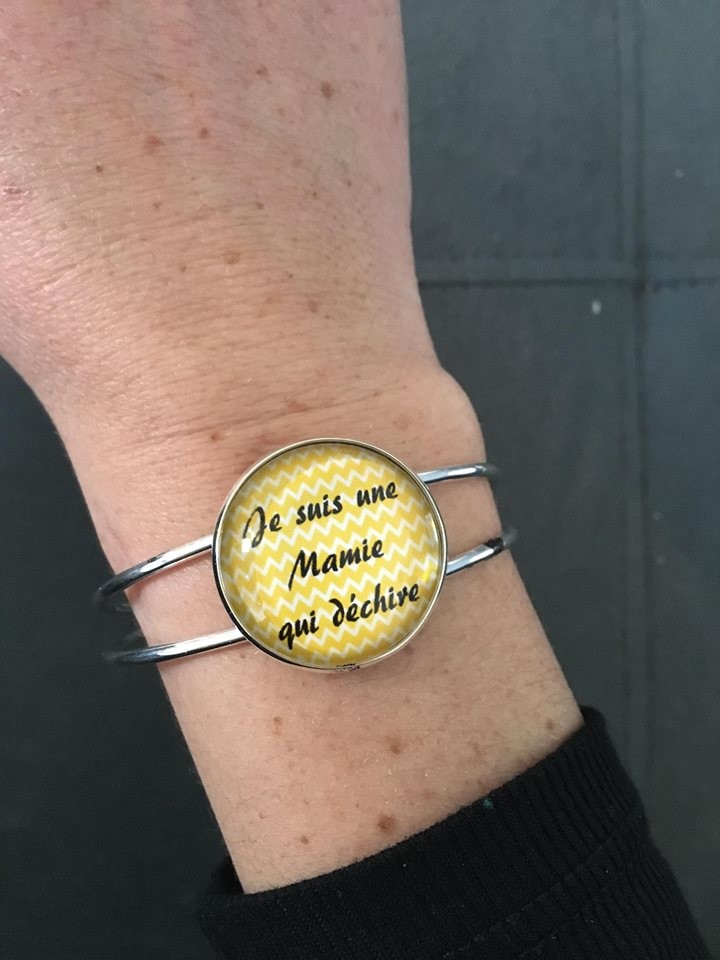 Je suis une
Mamie
qui déchire